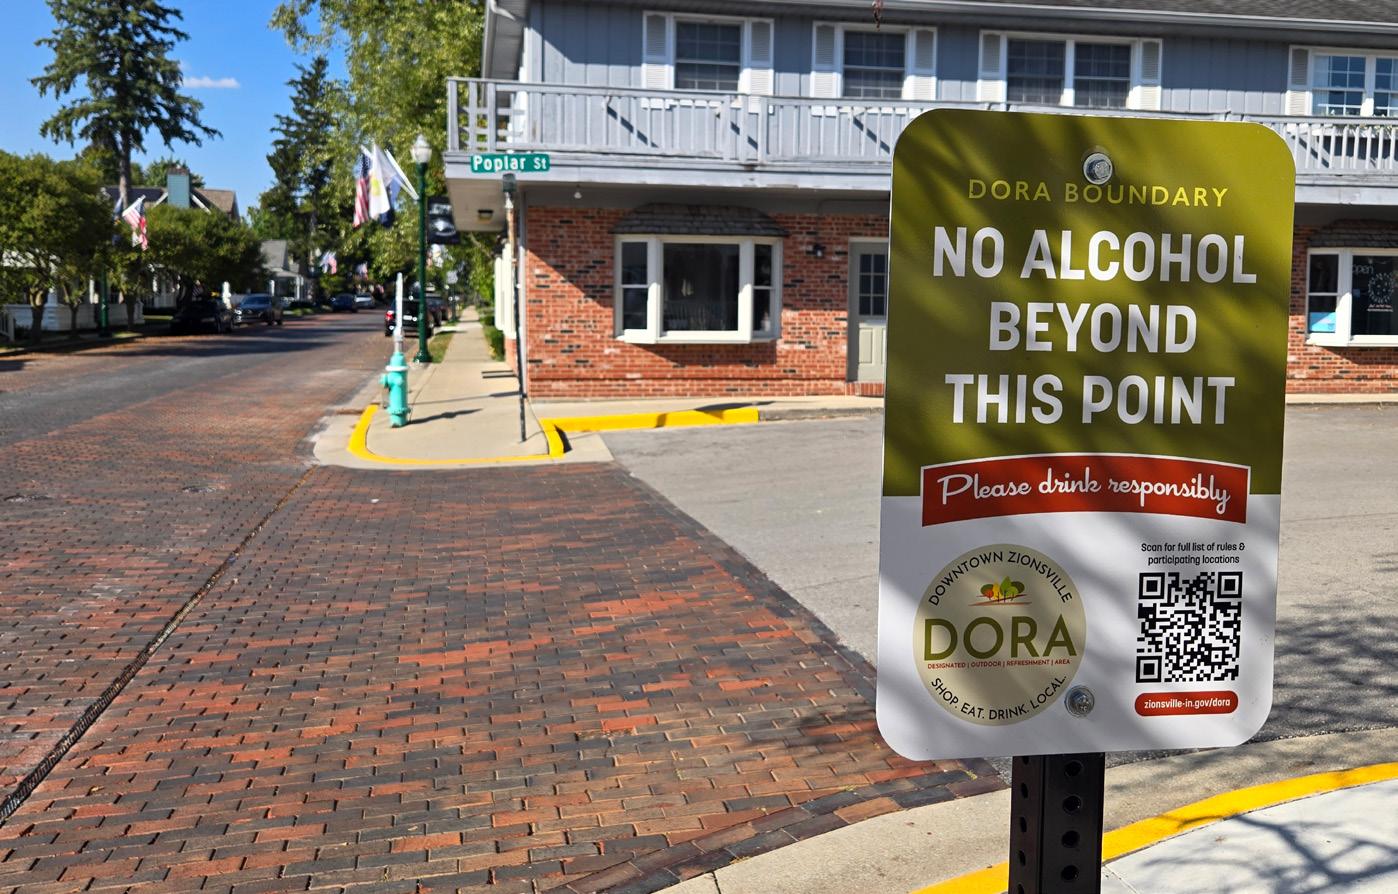 Poplar St
DORA BOUNDARY
NO ALCOHOL
BEYOND
THIS POINT
Please drink responsibly
DOWNTOWN ZIONSVILLE
DORA
DESIGNATED | OUTDOOR | REFRESHMENT | AREA
SHOP. EAT. DRINK. LOCAL.
Scan for full list of rules &
participating locations
zionsville-in.gov/dora
open